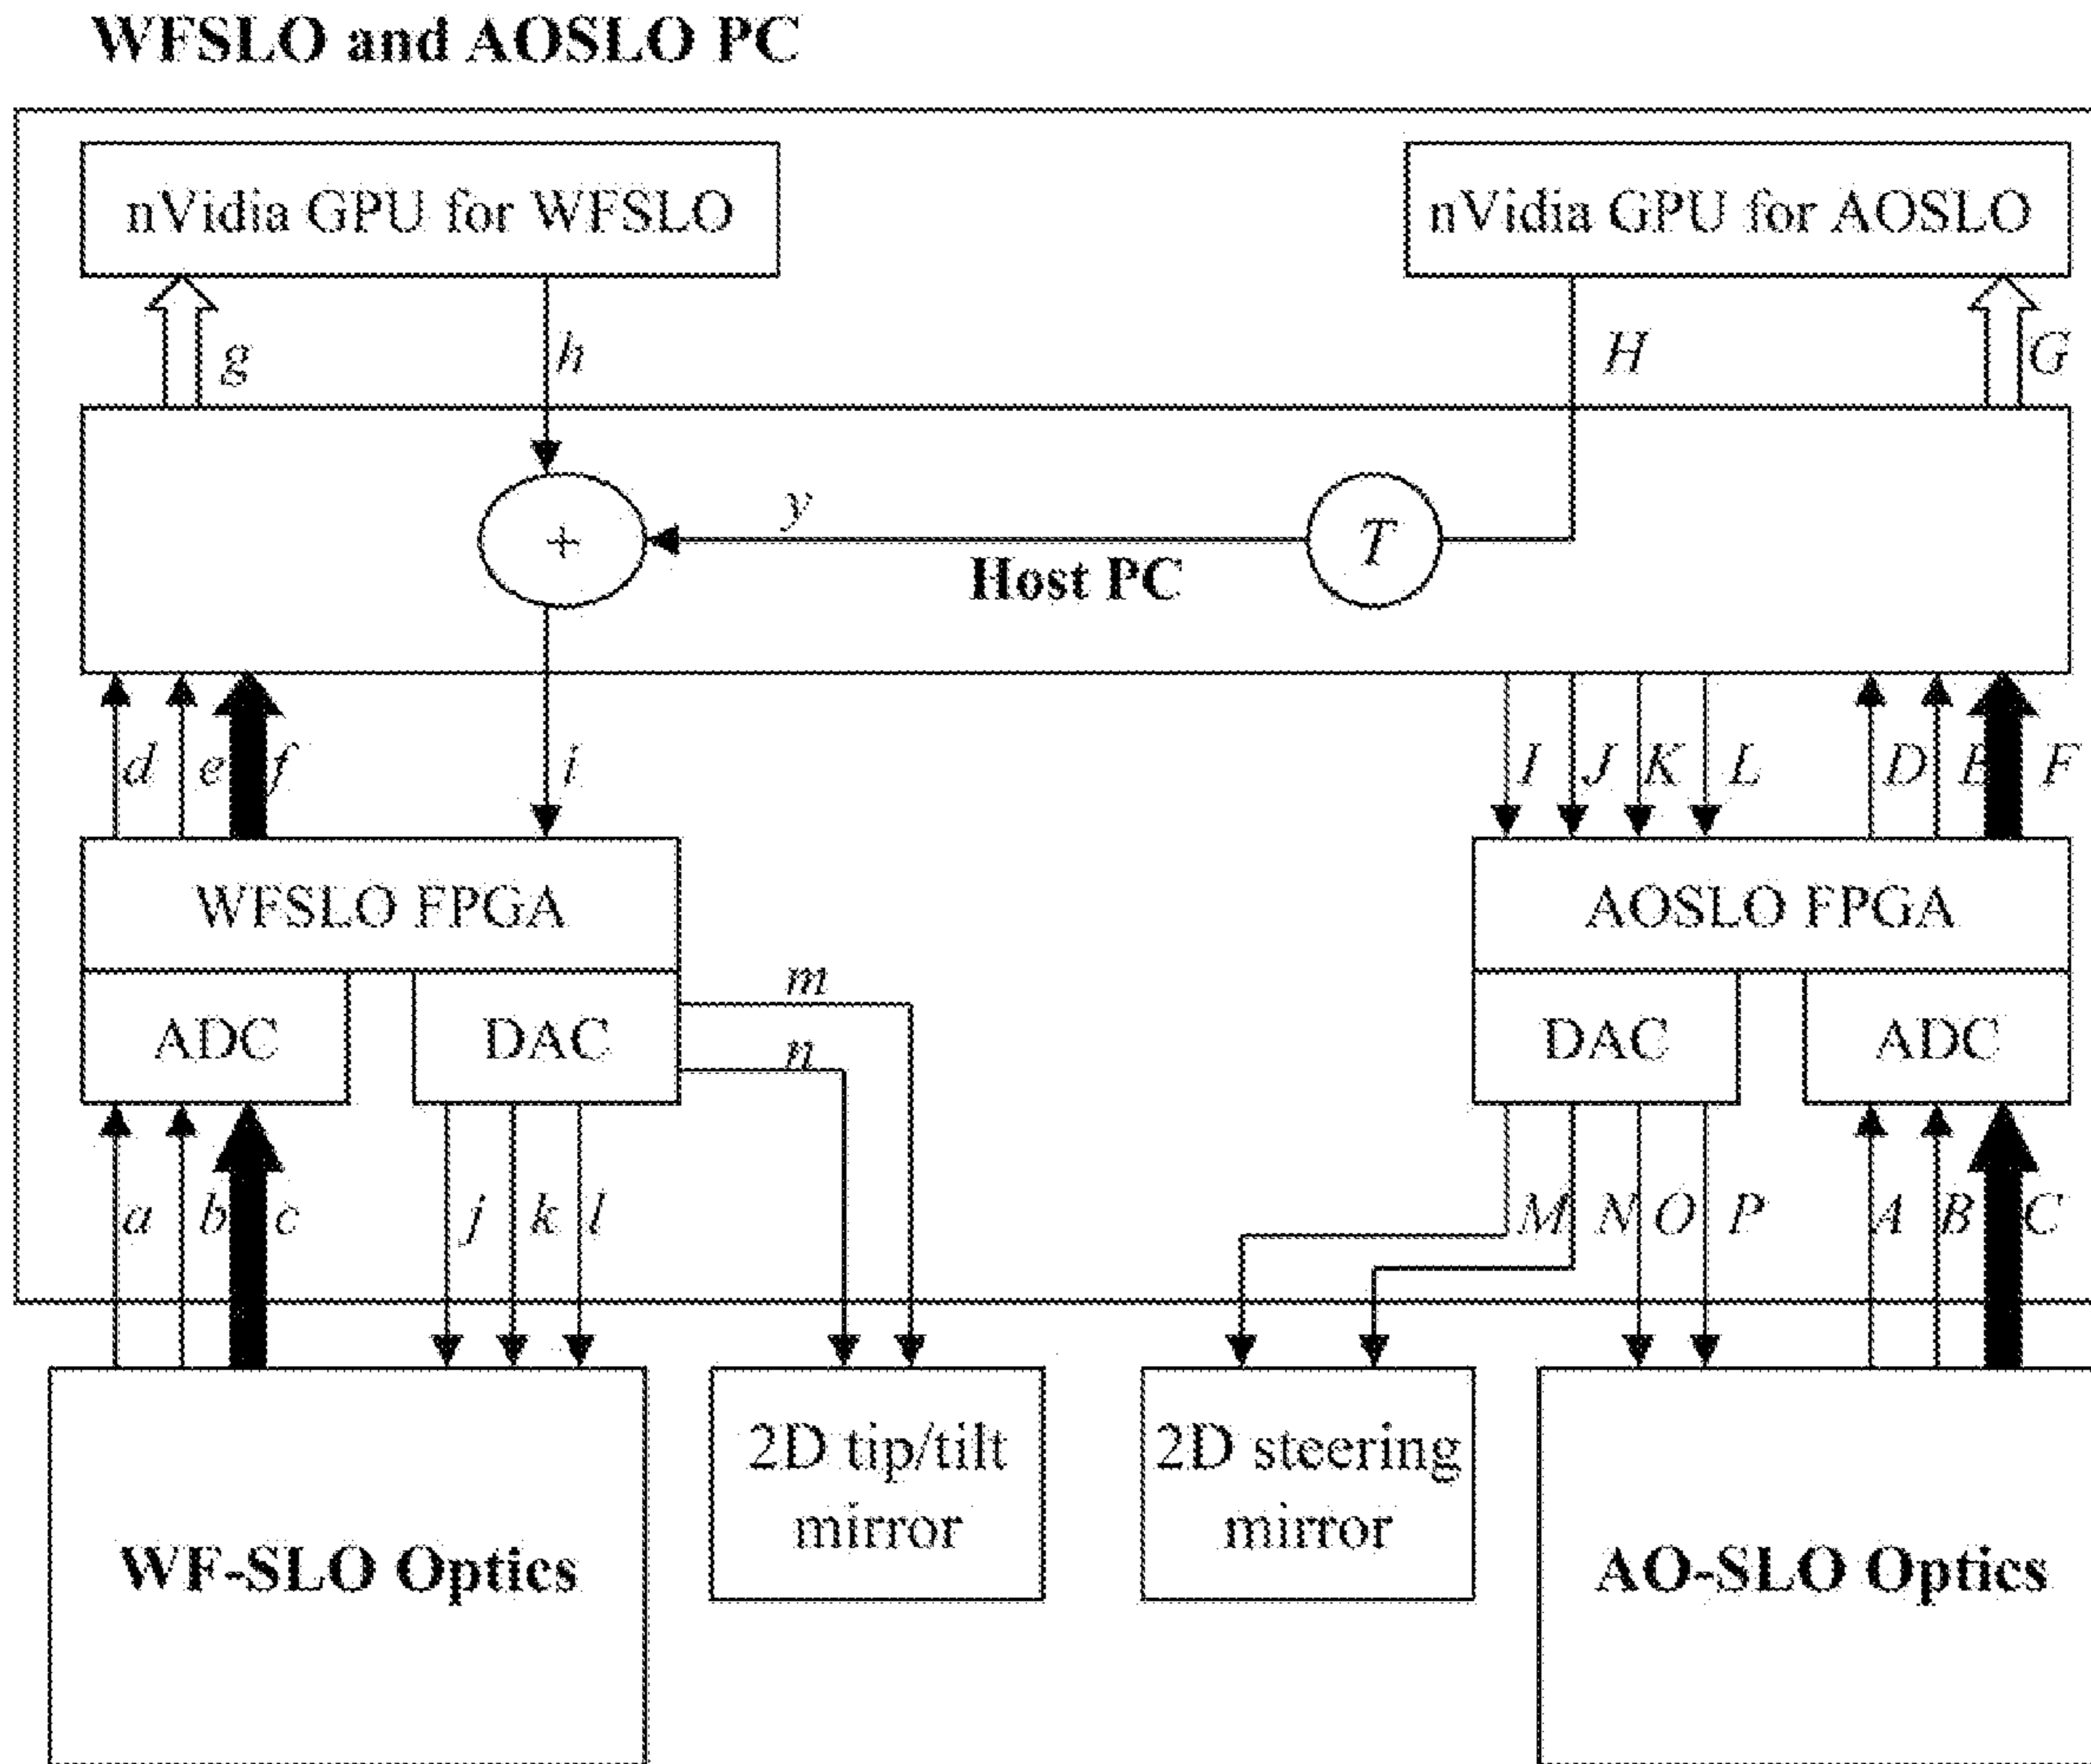 WFSLO and AOSLO PC
nVidia GPU for WFSLO
nVidia GPU for AOSLO
g
h
H
G
y
+
T
Host PC
d
e
f
i
I
J
K
L
D
E
F
WFSLO FPGA
AOSLO FPGA
m
ADC
DAC
n
DAC
ADC
a
b
c
j
k
l
M
N
O
P
A
B
C
2D tip/tilt
mirror
2D steering
mirror
WF-SLO Optics
AO-SLO Optics